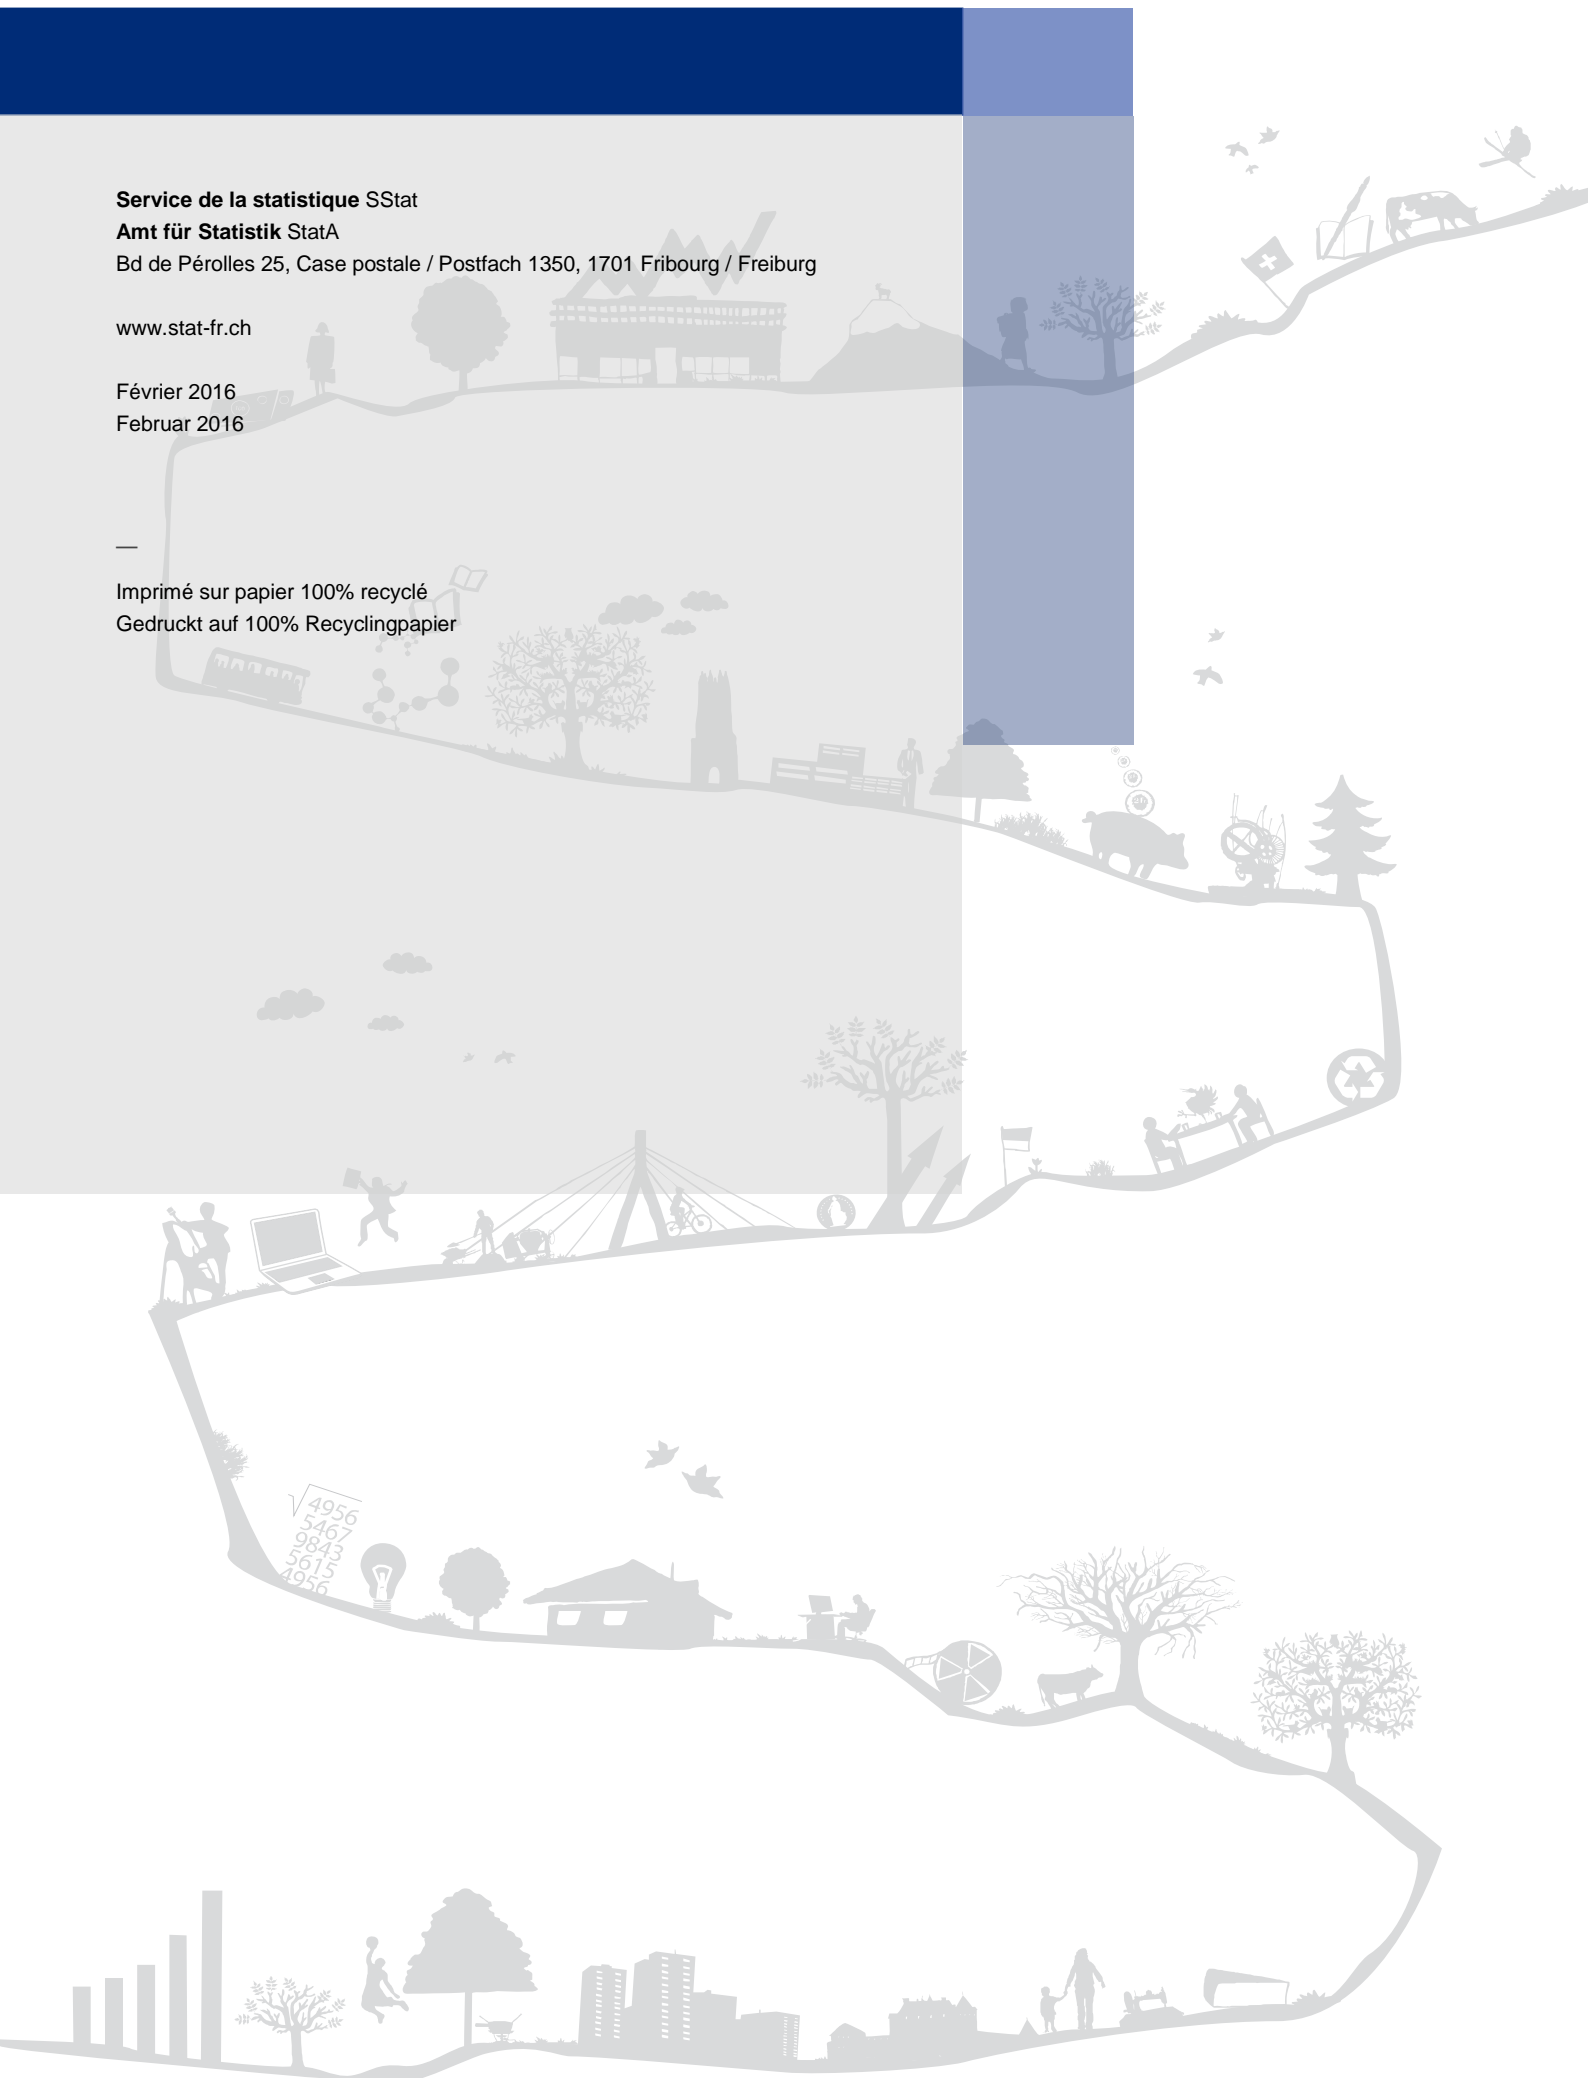 Service de la statistique SStat
Amt für Statistik StatA
Bd de Pérolles 25, Case postale / Postfach 1350, 1701 Fribourg / Freiburg
www.stat-fr.ch
Février 2016
Februar 2016
—
Imprimé sur papier 100% recyclé
Gedruckt auf 100% Recyclingpapier
4956
5467
9843
5615
4956